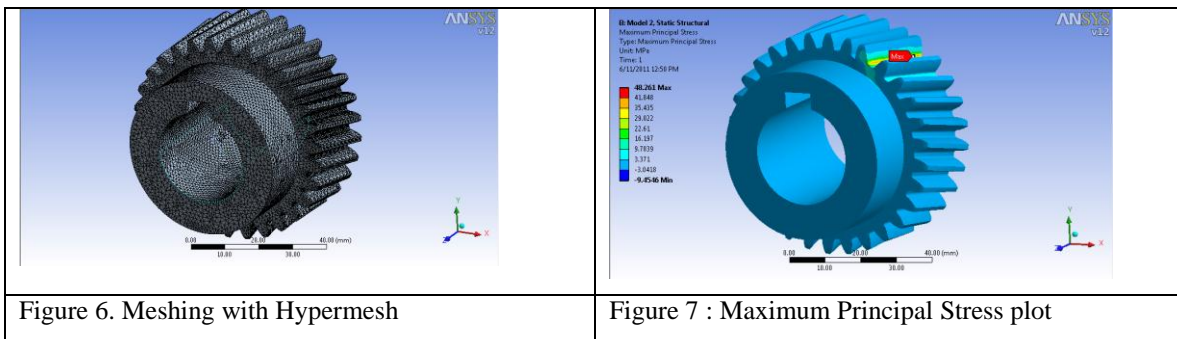 ANSYS
v12
Y
X
Z
0.00 20.00 40.00 (mm)
10.00 30.00
Figure 6. Meshing with Hypermesh
B: Model 2, Static Structural
Maximum Principal Stress
Type: Maximum Principal Stress
Unit: MPa
Time: 1
6/11/2011 12:50 PM
48.261 Max
41.848
35.435
29.022
22.61
16.197
9.7839
3.371
-3.0418
-9.4546 Min
Max
ANSYS
v12
Y
X
Z
0.00 20.00 40.00 (mm)
10.00 30.00
Figure 7 : Maximum Principal Stress plot